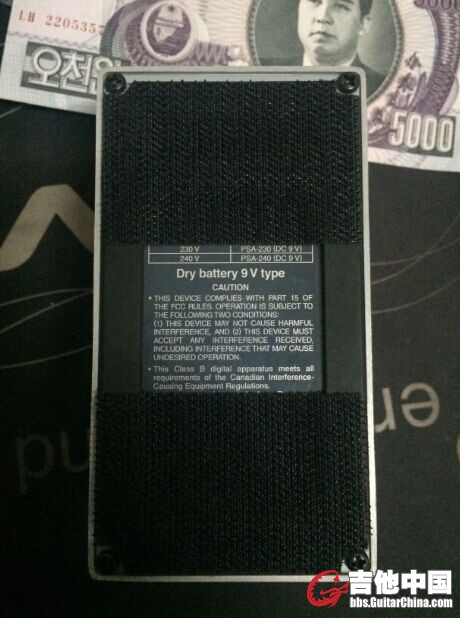 I.H 2205357
오천원
5000
5000
230 V PSA-230 (DC 9 V)
240 V PSA-240 (DC 9 V)
Dry battery 9 V type
CAUTION
• THIS DEVICE COMPLIES WITH PART 15 OF
THE FCC RULES. OPERATION IS SUBJECT TO
THE FOLLOWING TWO CONDITIONS:
(1) THIS DEVICE MAY NOT CAUSE HARMFUL
INTERFERENCE, AND (2) THIS DEVICE MUST
ACCEPT ANY INTERFERENCE RECEIVED,
INCLUDING INTERFERENCE THAT MAY CAUSE
UNDESIRED OPERATION.
• This Class B digital apparatus meets all
requirements of the Canadian Interference-
Causing Equipment Regulations.
吉他中国
bbs.GuitarChina.com